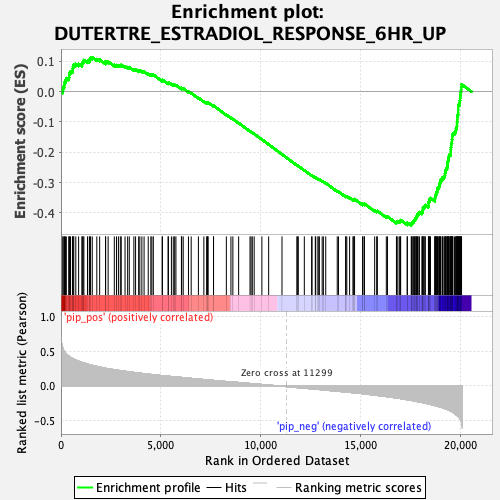 Enrichment plot:
DUTERTRE_ESTRADIOL_RESPONSE_6HR_UP
Enrichment score (ES)
0.1
0.0
-0.1
-0.2
-0.3
-0.4
Ranked list metric (Pearson)
1.0
0.5
0.0
-0.5
'pip_pos' (positively correlated)
Zero cross at 11299
'pip_neg' (negatively correlated)
0
5,000
10,000
15,000
20,000
Rank in Ordered Dataset
Enrichment profile
Hits
Ranking metric scores